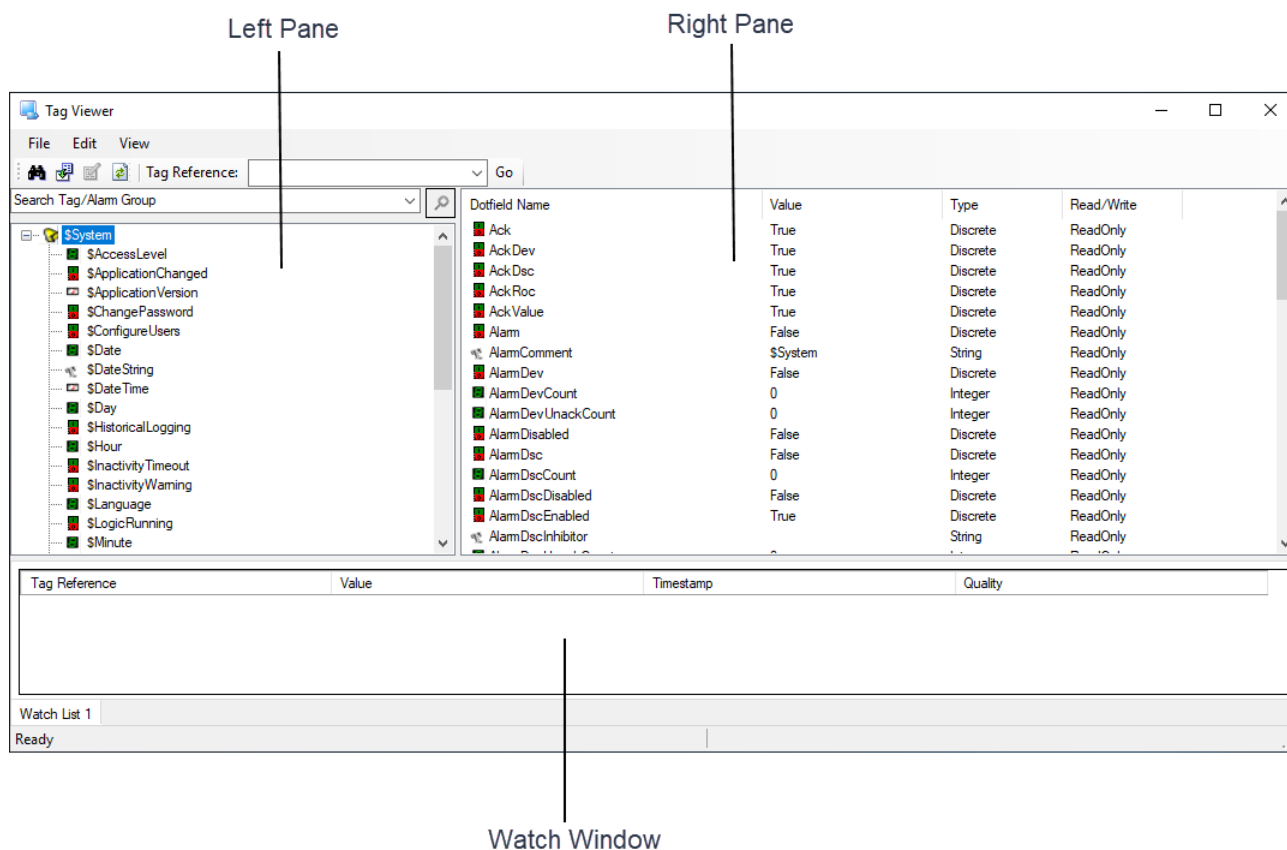 Left Pane
Right Pane
Tag Viewer
File Edit View
Tag Reference: Go
Search Tag/Alarm Group
$System
$AccessLevel
$ApplicationChanged
$ApplicationVersion
$ChangePassword
$ConfigureUsers
$Date
$DateString
$DateTime
$Day
$HistoricalLogging
$Hour
$InactivityTimeout
$InactivityWarning
$Language
$LogicRunning
$Minute
Dotfield Name Value Type Read/Write
Ack True Discrete ReadOnly
AckDev True Discrete ReadOnly
AckDsc True Discrete ReadOnly
AckRoc True Discrete ReadOnly
AckValue True Discrete ReadOnly
Alarm False Discrete ReadOnly
AlarmComment $System String ReadOnly
AlarmDev False Discrete ReadOnly
AlarmDevCount 0 Integer ReadOnly
AlarmDevUnackCount 0 Integer ReadOnly
AlarmDisabled False Discrete ReadOnly
AlarmDsc False Discrete ReadOnly
AlarmDscCount 0 Integer ReadOnly
AlarmDscDisabled False Discrete ReadOnly
AlarmDscEnabled True Discrete ReadOnly
AlarmDscInhibitor String ReadOnly
Tag Reference Value Timestamp Quality
Watch List 1
Ready
Watch Window